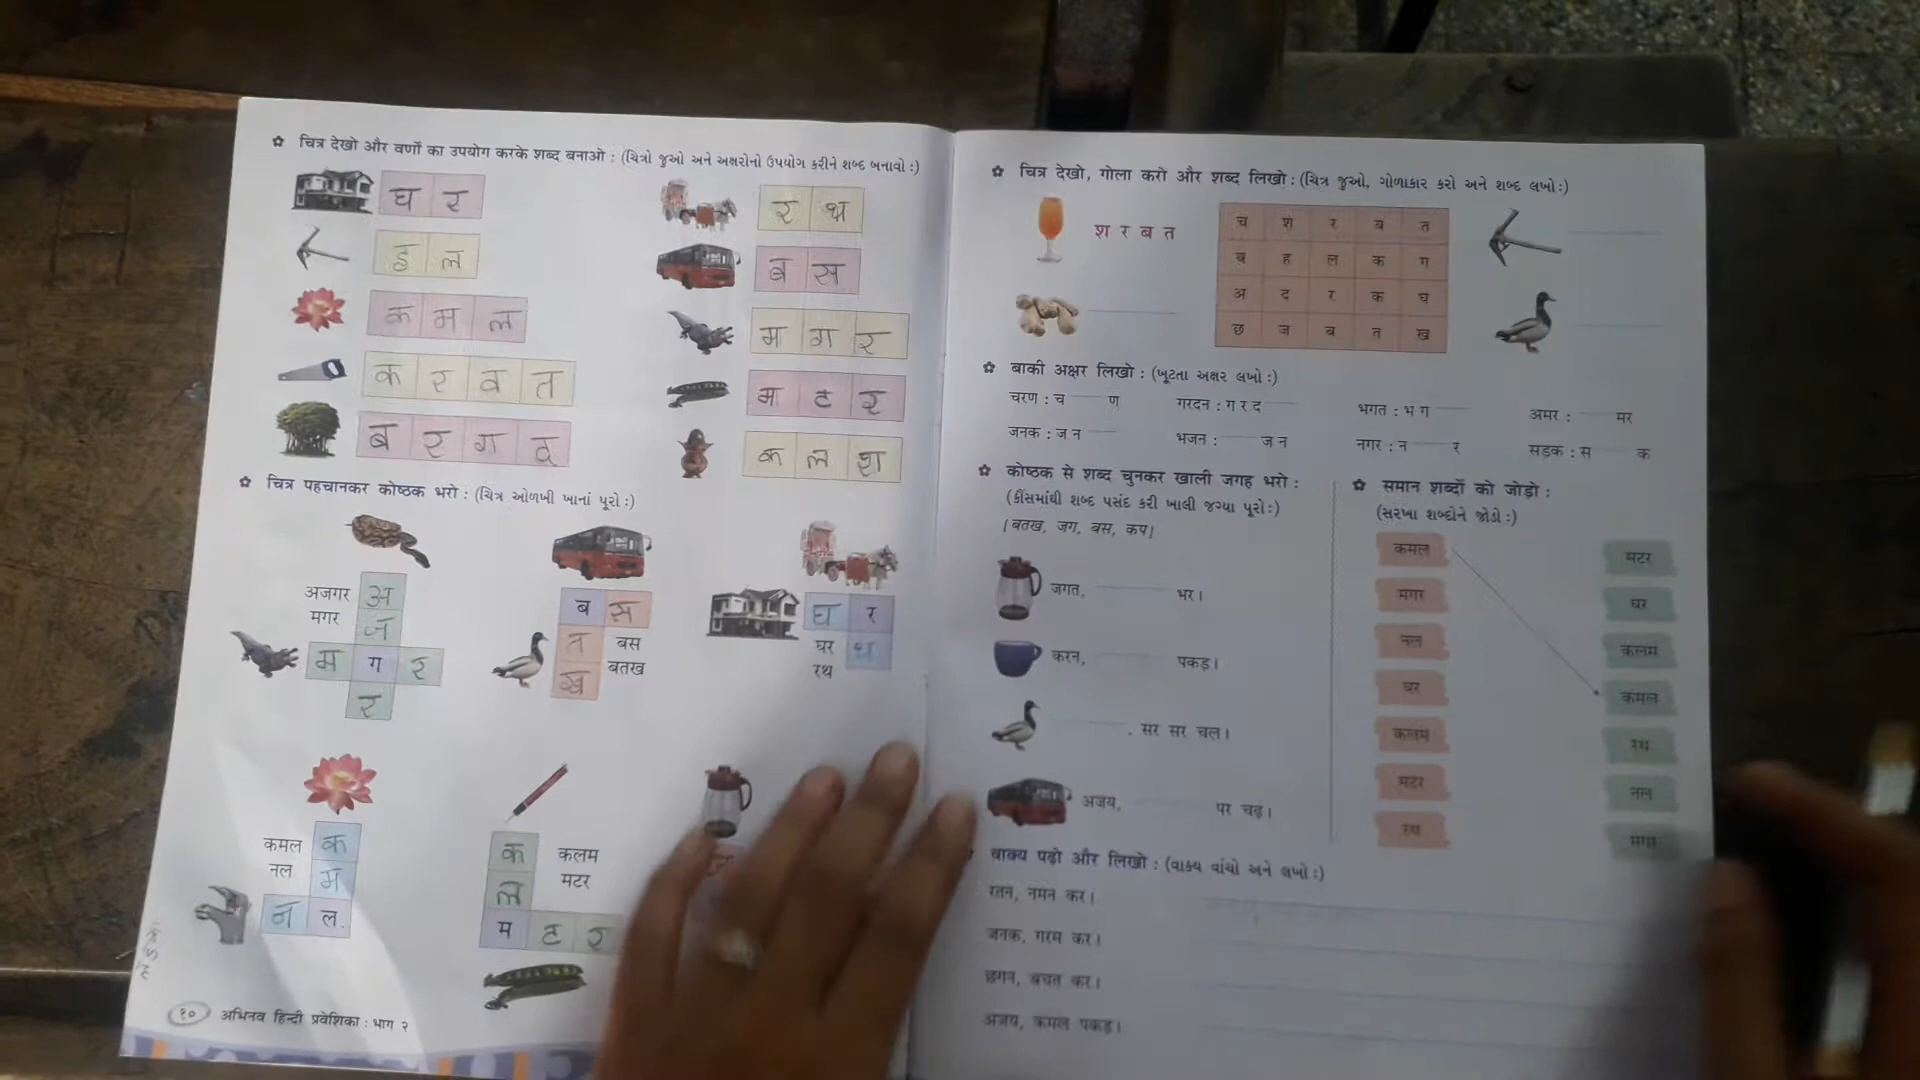 चित्र देखो और वर्णों का उपयोग करके शब्द बनाओ : (ચિત્રો જુઓ અને અક્ષરોનો ઉપયોગ કરીને શબ્દ બનાવો :)
घ र
र थ
ह ल
ब स
क म ल
म ग र
क र व त
म ट र
ब र ग द
क ल श
चित्र पहचानकर कोष्ठक भरो : (ચિત્ર ઓળખી ખાનાં પૂરો :)
अजगर
मगर
अ
ज
म ग र
र
ब स
त
ख
बस
बतख
घ र
थ
घर
रथ
कमल
नल
क
म
न ल
क
ल
म ट र
कलम
मटर
१०
अभिनव हिन्दी प्रवेशिका : भाग २
चित्र देखो, गोला करो और शब्द लिखो : (ચિત્ર જુઓ, ગોળાકાર કરો અને શબ્દ લખો :)
श र ब त
च श र ब त
ब ह ल क ग
अ द र क घ
छ ज ब त ख
बाकी अक्षर लिखो : (ખૂટતા અક્ષર લખો :)
चरण : च ण गरदन : ग र द भगत : भ ग अमर : मर
जनक : ज न भजन : ज न नगर : न र सड़क : स क
कोष्ठक से शब्द चुनकर खाली जगह भरो :
(કૌંસમાંથી શબ્દ પસંદ કરી ખાલી જગ્યા પૂરો :)
[बतख, जग, बस, कप]
जगत, भर ।
करन, पकड़ ।
सर सर चल ।
अजय, पर चढ़ ।
समान शब्दों को जोड़ो :
(સરખા શબ્દોને જોડો :)
कमल मटर
मगर घर
नल कलम
घर कमल
कलम रथ
मटर नल
रथ मगर
वाक्य पढ़ो और लिखो : (વાક્ય વાંચો અને લખો :)
रतन, नमन कर ।
जनक, गरम कर ।
छगन, बचत कर ।
अजय, कमल पकड़ ।